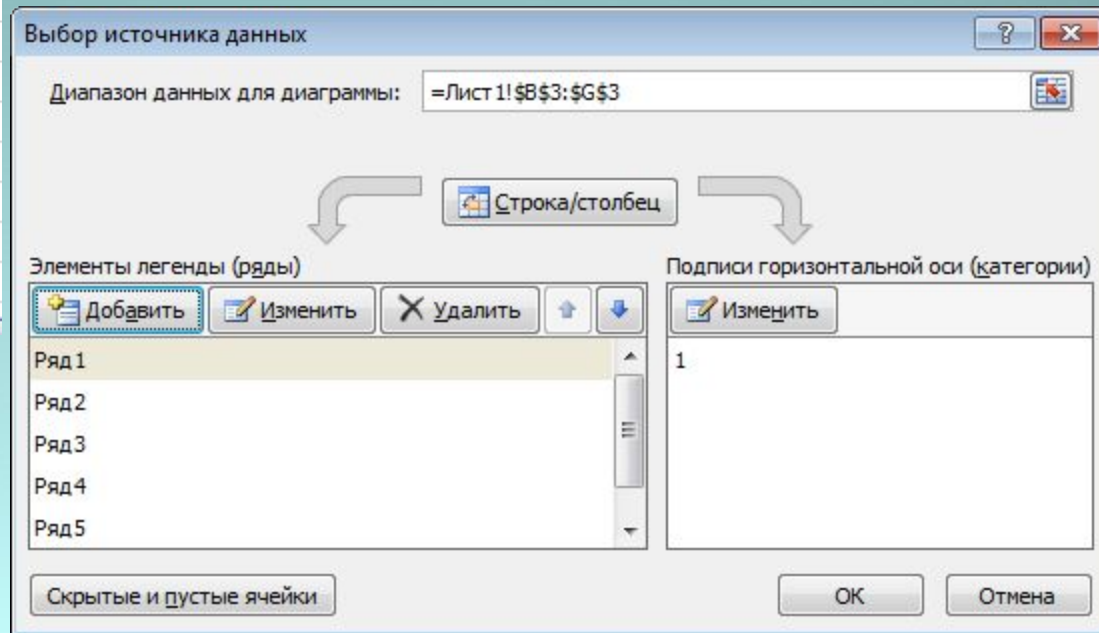 Выбор источника данных
Диапазон данных для диаграммы: =Лист1!$B$3:$G$3
Строка/столбец
Элементы легенды (ряды)
Добавить Изменить Удалить
Ряд1
Ряд2
Ряд3
Ряд4
Ряд5
Подписи горизонтальной оси (категории)
Изменить
1
Скрытые и пустые ячейки
ОК Отмена